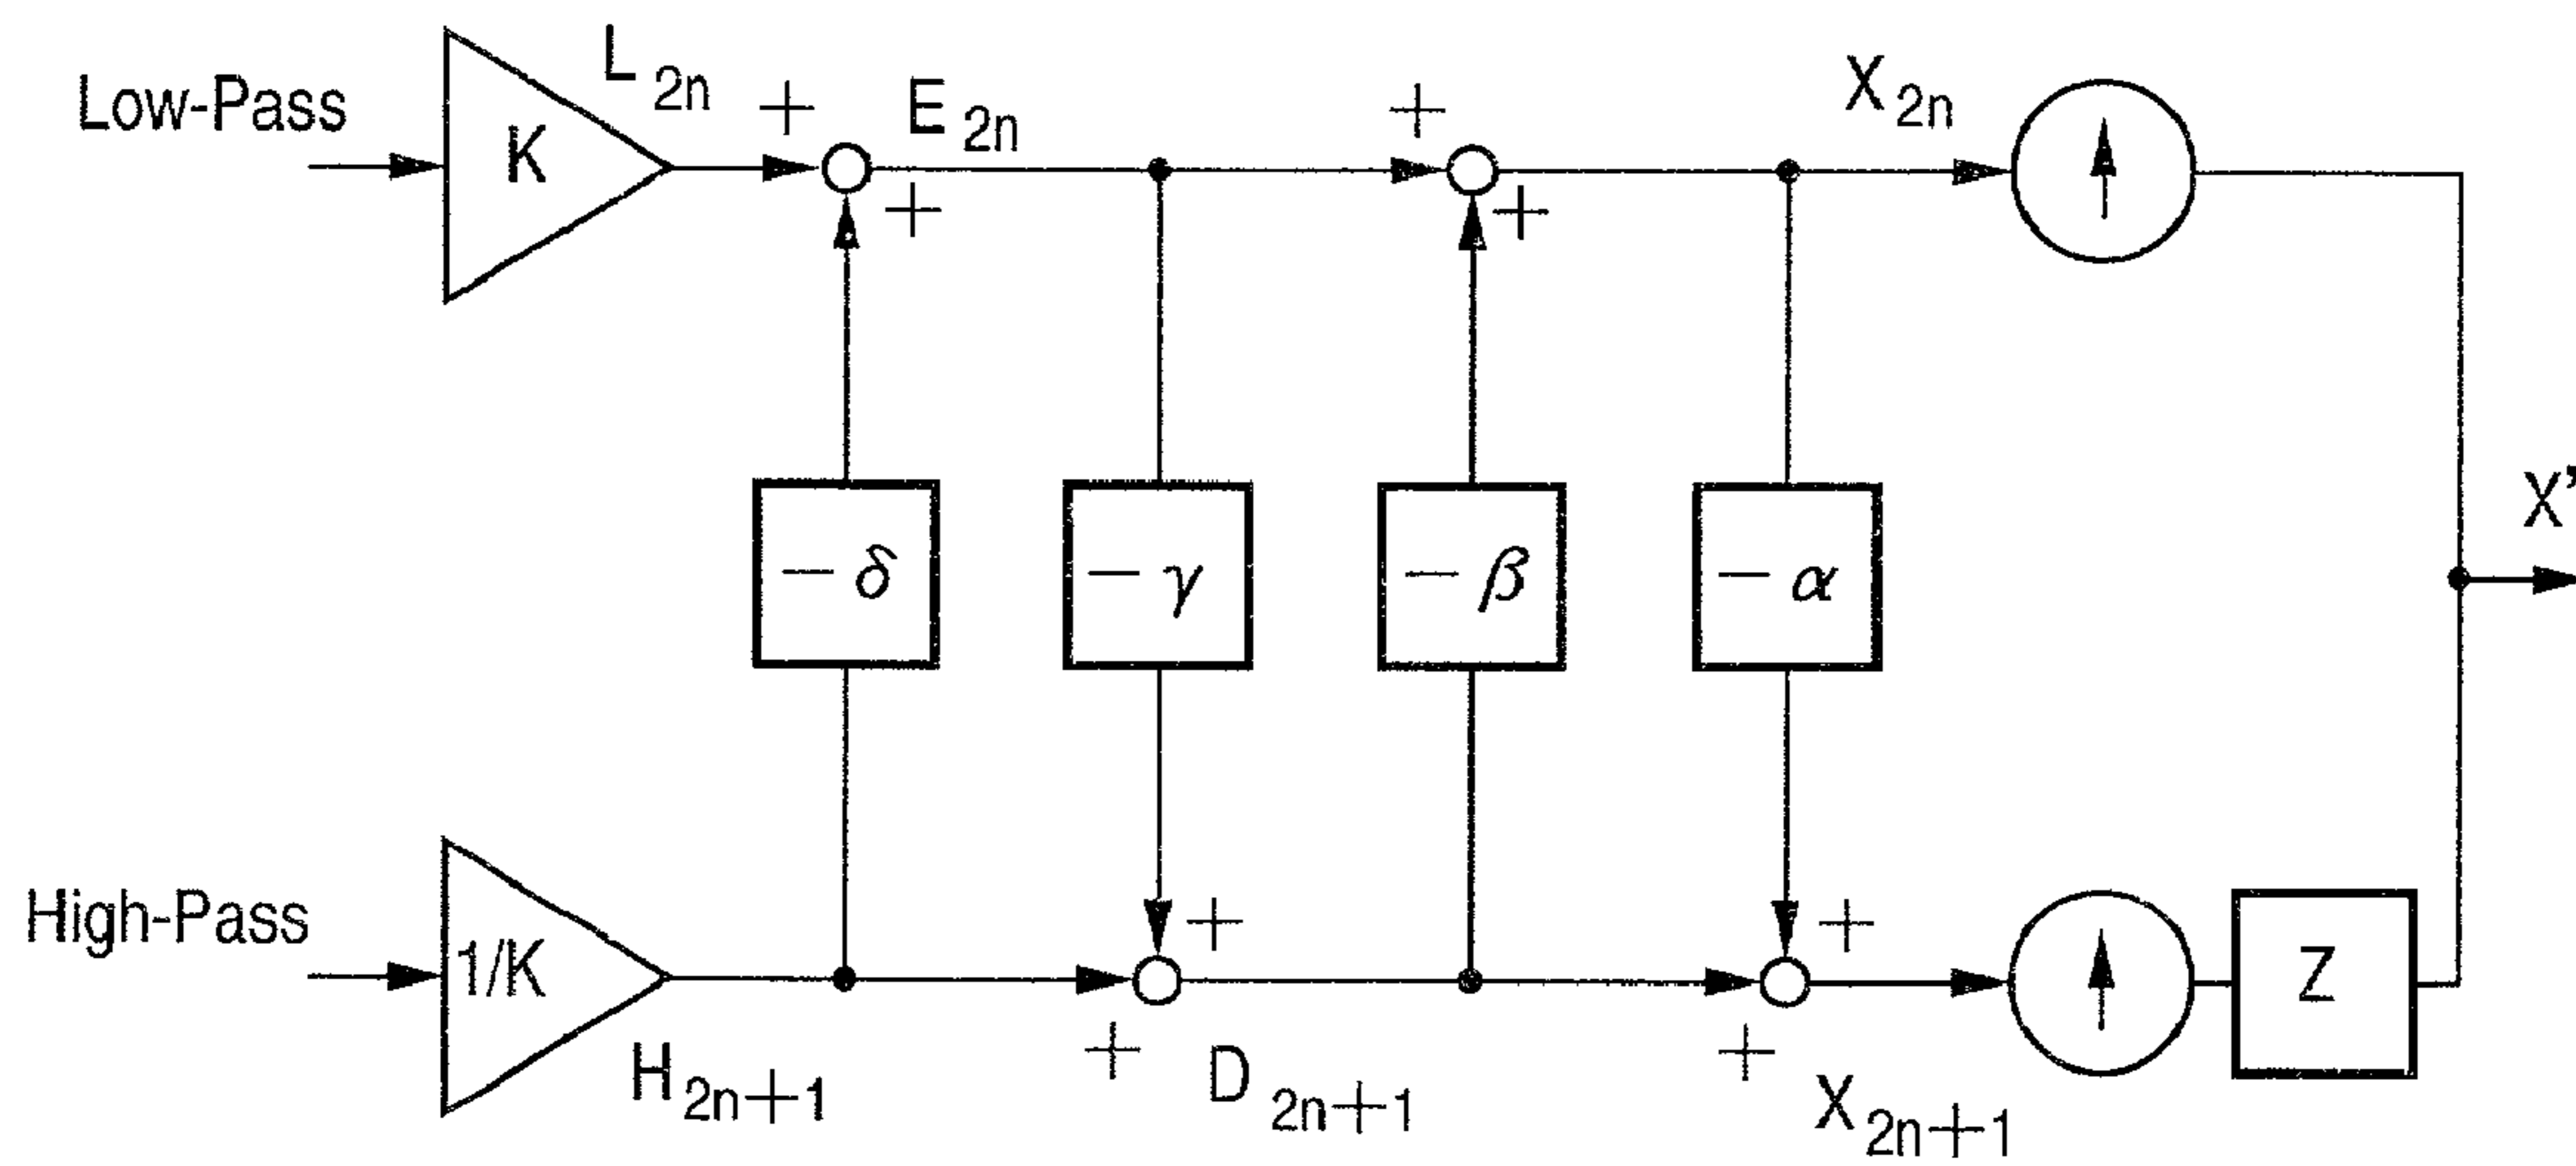 Low-Pass
K
L 2n
+
+
E 2n
+
+
X 2n
− δ
− γ
− β
− α
X'
High-Pass
1/K
H 2n+1
+
+
D 2n+1
+
+
X 2n+1
Z